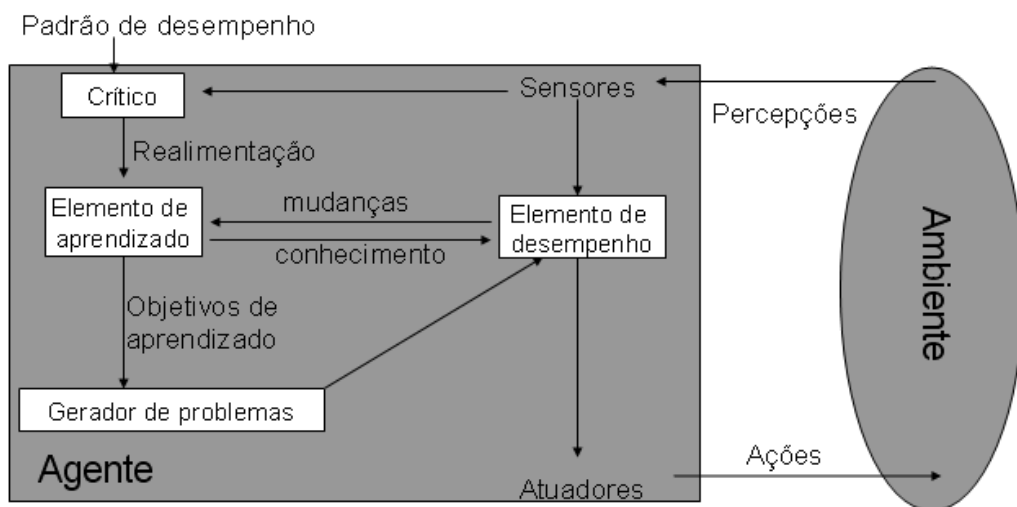 Padrão de desempenho
Crítico
Sensores
Percepções
Realimentação
Elemento de
aprendizado
mudanças
conhecimento
Elemento de
desempenho
Ambiente
Objetivos de
aprendizado
Gerador de problemas
Agente
Ações
Atuadores